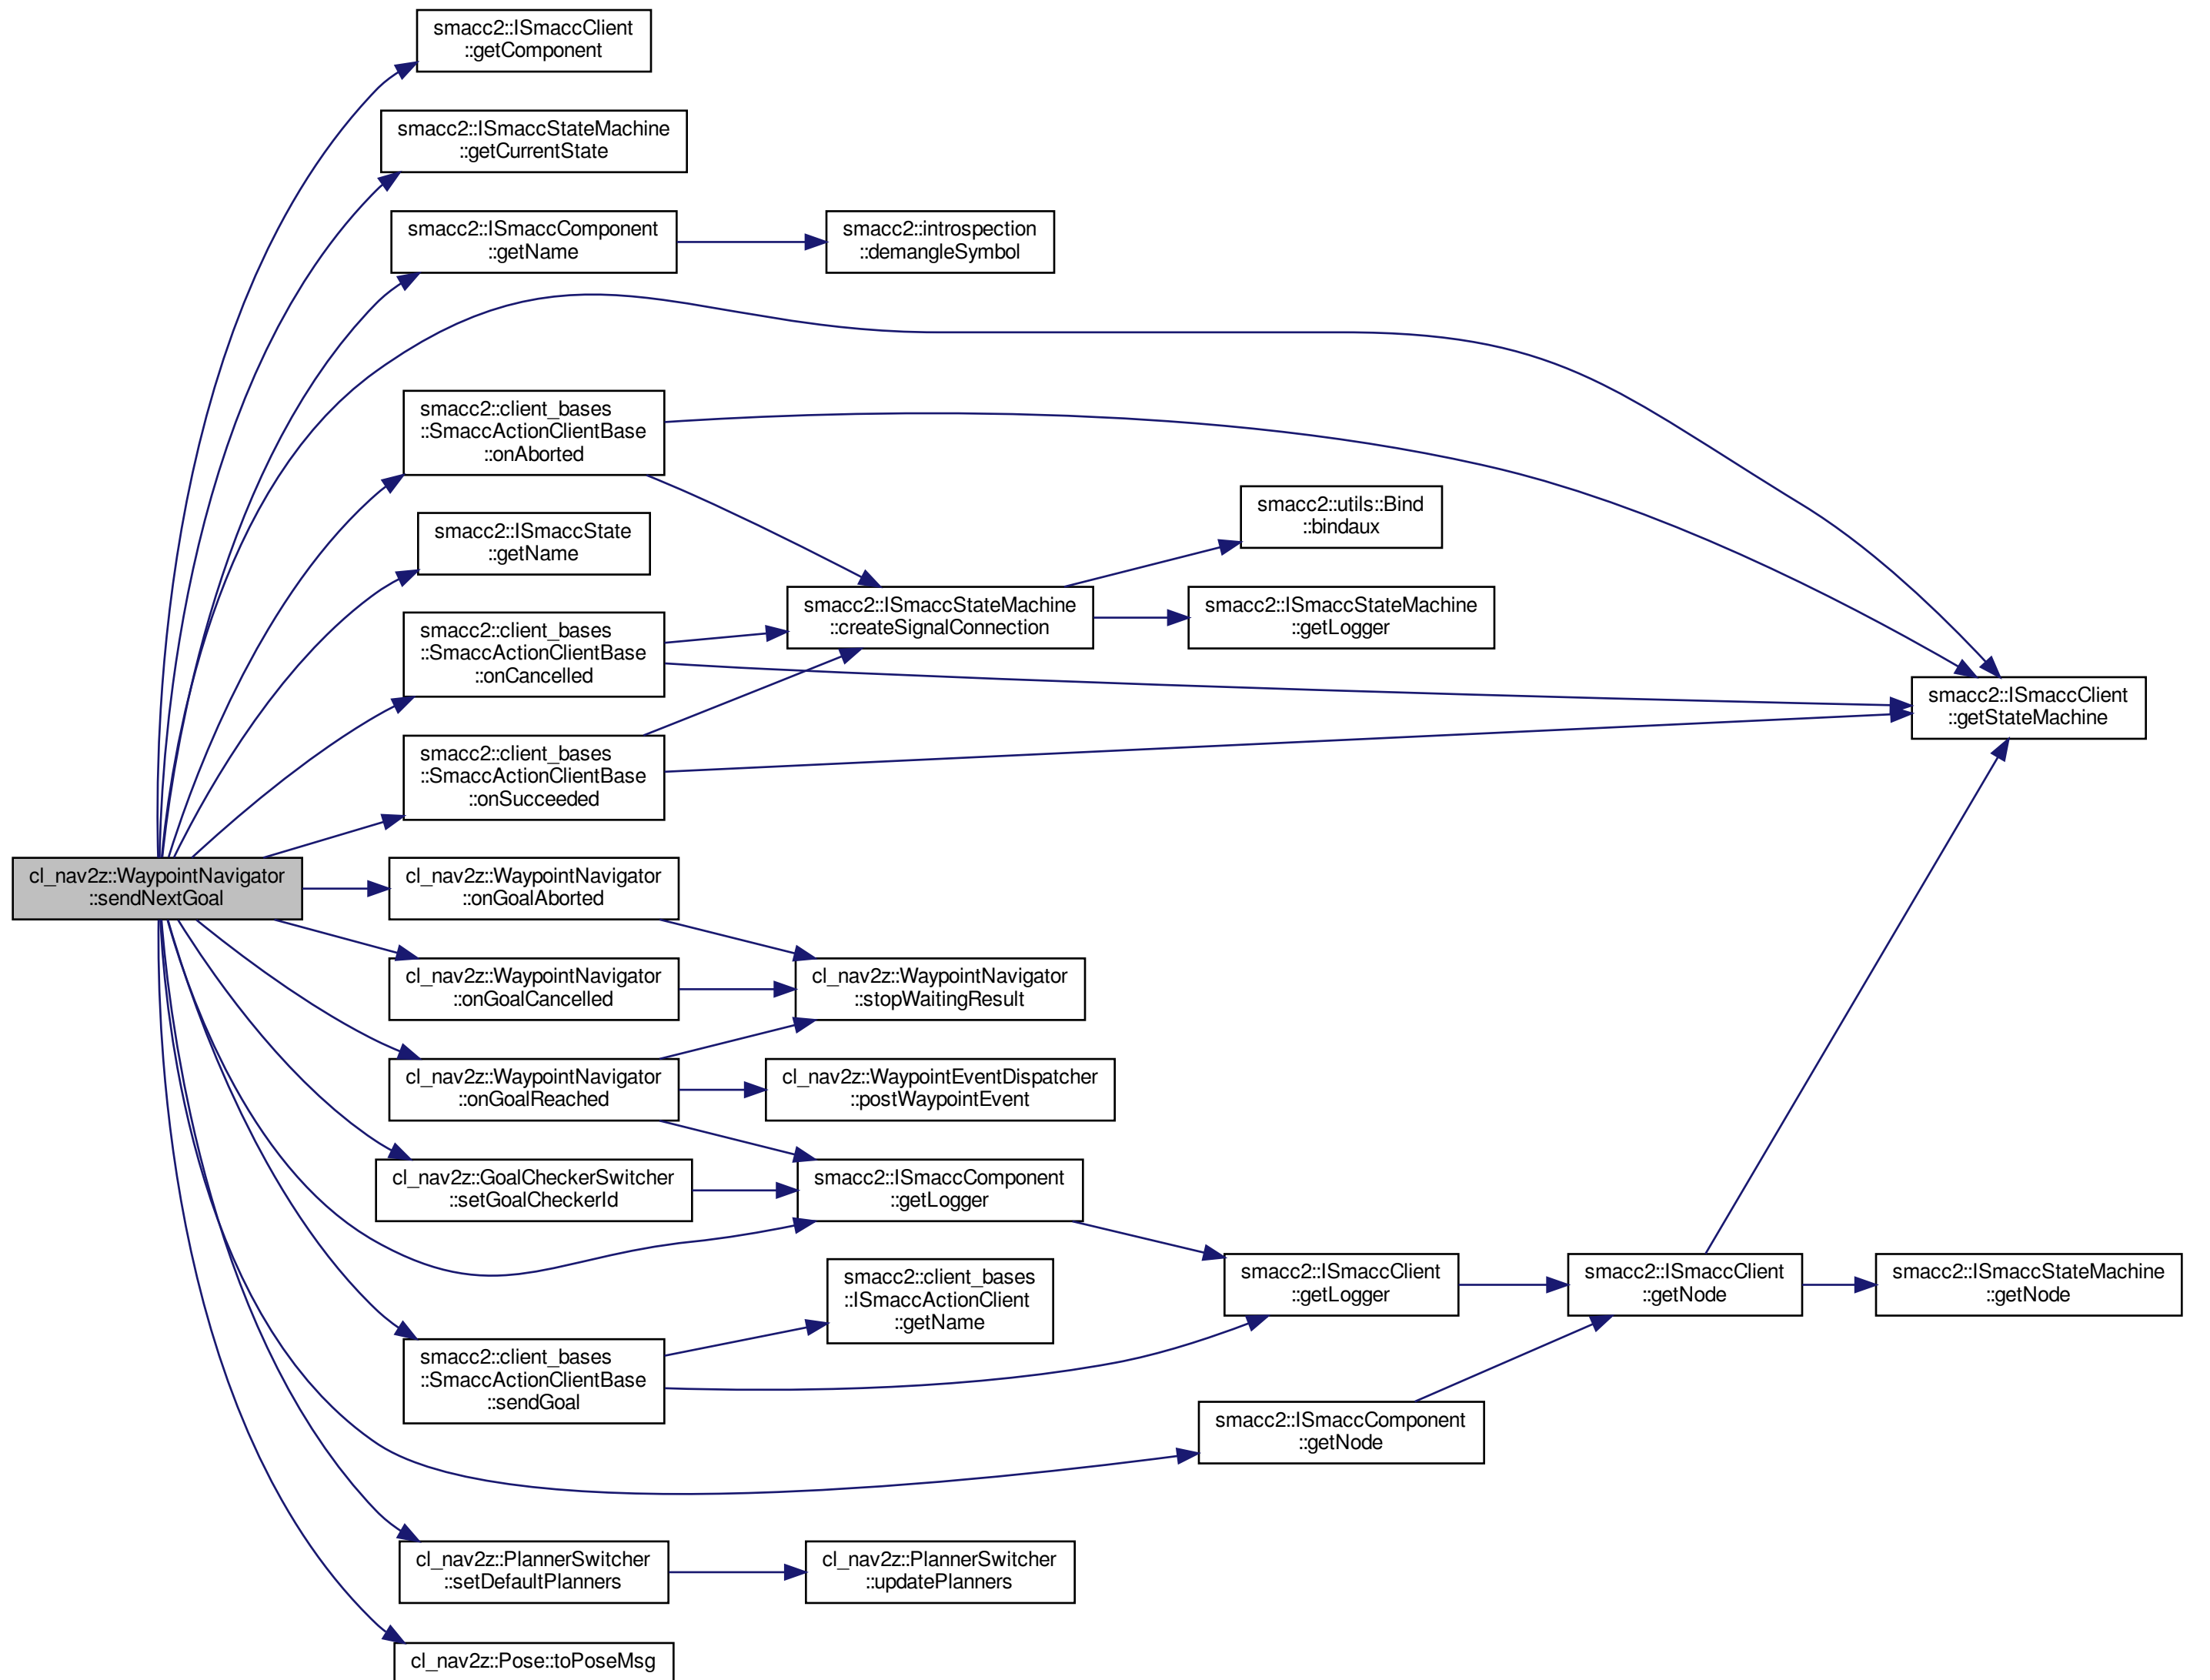 smacc2::ISmaccClient
::getComponent
smacc2::ISmaccStateMachine
::getCurrentState
smacc2::ISmaccComponent
::getName
smacc2::introspection
::demangleSymbol
smacc2::client_bases
::SmaccActionClientBase
::onAborted
smacc2::ISmaccState
::getName
smacc2::utils::Bind
::bindaux
smacc2::client_bases
::SmaccActionClientBase
::onCancelled
smacc2::ISmaccStateMachine
::createSignalConnection
smacc2::ISmaccStateMachine
::getLogger
smacc2::ISmaccClient
::getStateMachine
smacc2::client_bases
::SmaccActionClientBase
::onSucceeded
cl_nav2z::WaypointNavigator
::sendNextGoal
cl_nav2z::WaypointNavigator
::onGoalAborted
cl_nav2z::WaypointNavigator
::onGoalCancelled
cl_nav2z::WaypointNavigator
::stopWaitingResult
cl_nav2z::WaypointNavigator
::onGoalReached
cl_nav2z::WaypointEventDispatcher
::postWaypointEvent
cl_nav2z::GoalCheckerSwitcher
::setGoalCheckerId
smacc2::ISmaccComponent
::getLogger
smacc2::client_bases
::ISmaccActionClient
::getName
smacc2::ISmaccClient
::getLogger
smacc2::ISmaccClient
::getNode
smacc2::ISmaccStateMachine
::getNode
smacc2::client_bases
::SmaccActionClientBase
::sendGoal
smacc2::ISmaccComponent
::getNode
cl_nav2z::PlannerSwitcher
::setDefaultPlanners
cl_nav2z::PlannerSwitcher
::updatePlanners
cl_nav2z::Pose::toPoseMsg